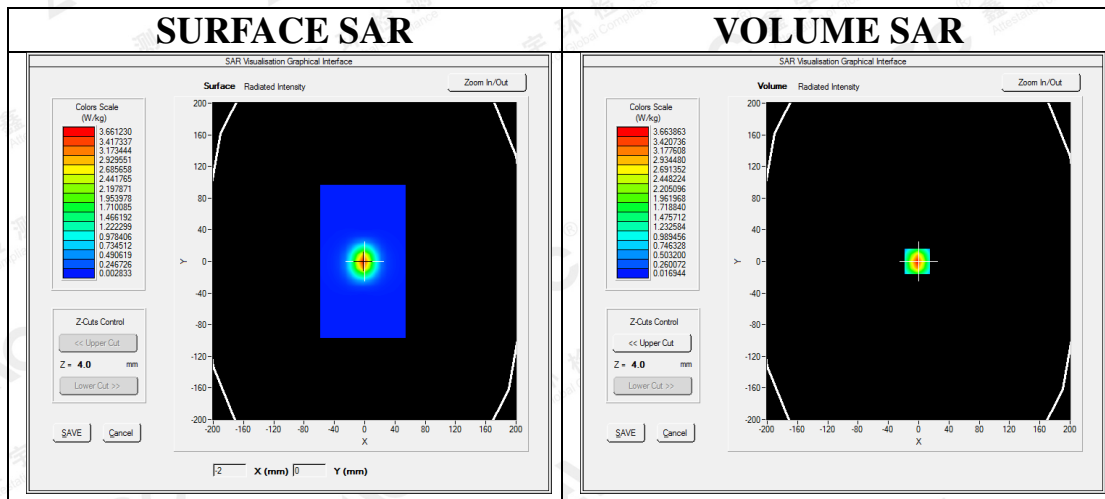 SURFACE SAR
VOLUME SAR
SAR Visualisation Graphical Interface
Surface Radiated Intensity
Zoom In/Out
Colors Scale
(W/kg)
3.661230
3.417337
3.173444
2.929551
2.685658
2.441765
2.197871
1.953978
1.710085
1.466192
1.222299
0.978406
0.734512
0.490619
0.246726
0.002833
Z-Cuts Control
<< Upper Cut
Z = 4.0 mm
Lower Cut >>
SAVE Cancel
200
160
120
80
40
0
-40
-80
-120
-160
-200
Y
-200 -160 -120 -80 -40 0 40 80 120 160 200
X
-2 X (mm) 0 Y (mm)
SAR Visualisation Graphical Interface
Volume Radiated Intensity
Zoom In/Out
Colors Scale
(W/kg)
3.663863
3.420736
3.177608
2.934480
2.691352
2.448224
2.205096
1.961968
1.718840
1.475712
1.232584
0.989456
0.746328
0.503200
0.260072
0.016944
Z-Cuts Control
<< Upper Cut
Z = 4.0 mm
Lower Cut >>
SAVE Cancel
200
160
120
80
40
0
-40
-80
-120
-160
-200
Y
-200 -160 -120 -80 -40 0 40 80 120 160 200
X